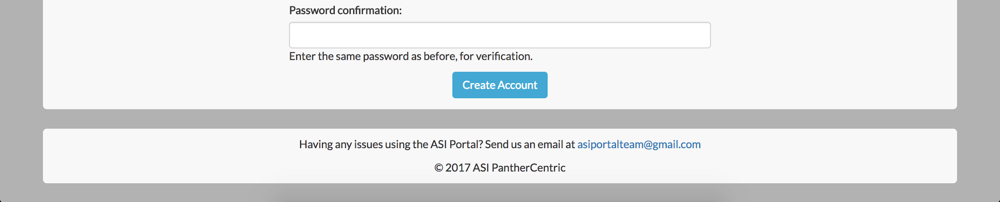 Password confirmation:
Enter the same password as before, for verification.
Create Account
Having any issues using the ASI Portal? Send us an email at asiportalteam@gmail.com
© 2017 ASI PantherCentric